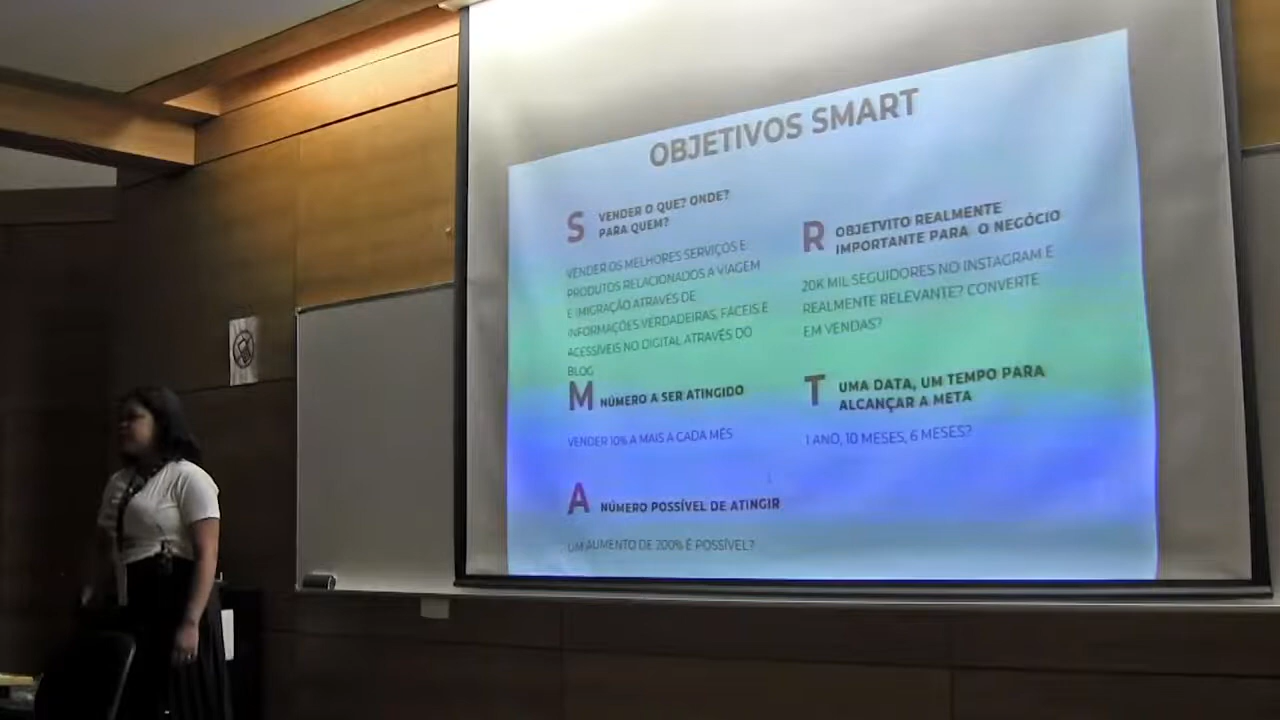 OBJETIVOS SMART
S VENDER O QUE? ONDE?
PARA QUEM?
VENDER OS MELHORES SERVIÇOS E
PRODUTOS RELACIONADOS A VIAGEM
E IMIGRAÇÃO ATRAVÉS DE
INFORMAÇÕES VERDADEIRAS, FÁCEIS E
ACESSÍVEIS NO DIGITAL ATRAVÉS DO
BLOG
M NÚMERO A SER ATINGIDO
VENDER 10% A MAIS A CADA MÊS
A NÚMERO POSSÍVEL DE ATINGIR
UM AUMENTO DE 200% É POSSÍVEL?
R OBJETVITO REALMENTE
IMPORTANTE PARA O NEGÓCIO
20K MIL SEGUIDORES NO INSTAGRAM E
REALMENTE RELEVANTE? CONVERTE
EM VENDAS?
T UMA DATA, UM TEMPO PARA
ALCANÇAR A META
1 ANO, 10 MESES, 6 MESES?